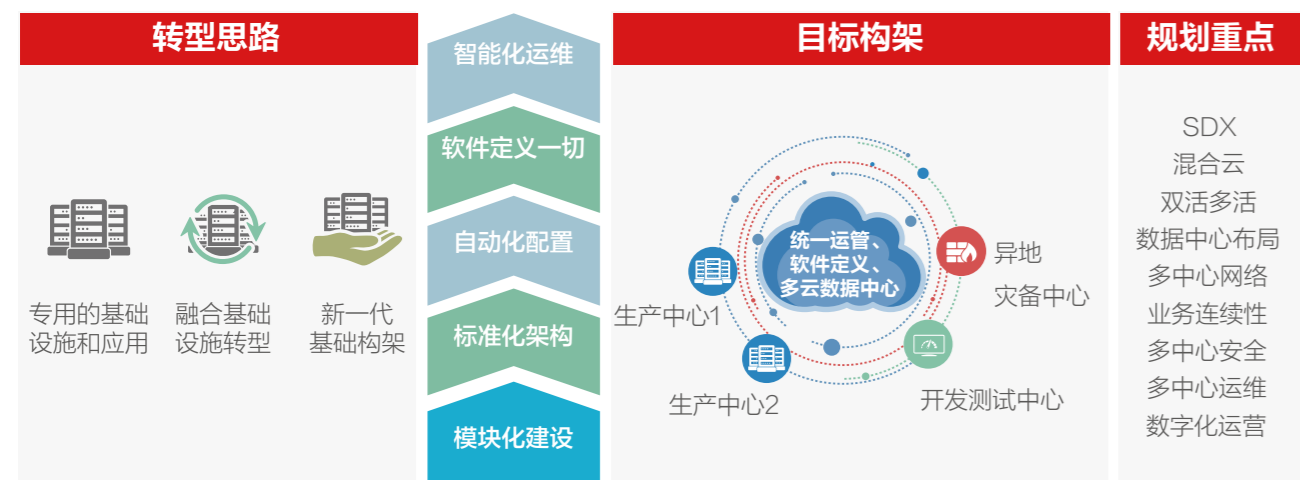 转型思路
专用的基础
设施和应用
融合基础
设施转型
新一代
基础构架
智能化运维
软件定义一切
自动化配置
标准化架构
模块化建设
目标构架
统一运管、
软件定义、
多云数据中心
生产中心1
生产中心2
异地
灾备中心
开发测试中心
规划重点
SDX
混合云
双活多活
数据中心布局
多中心网络
业务连续性
多中心安全
多中心运维
数字化运营